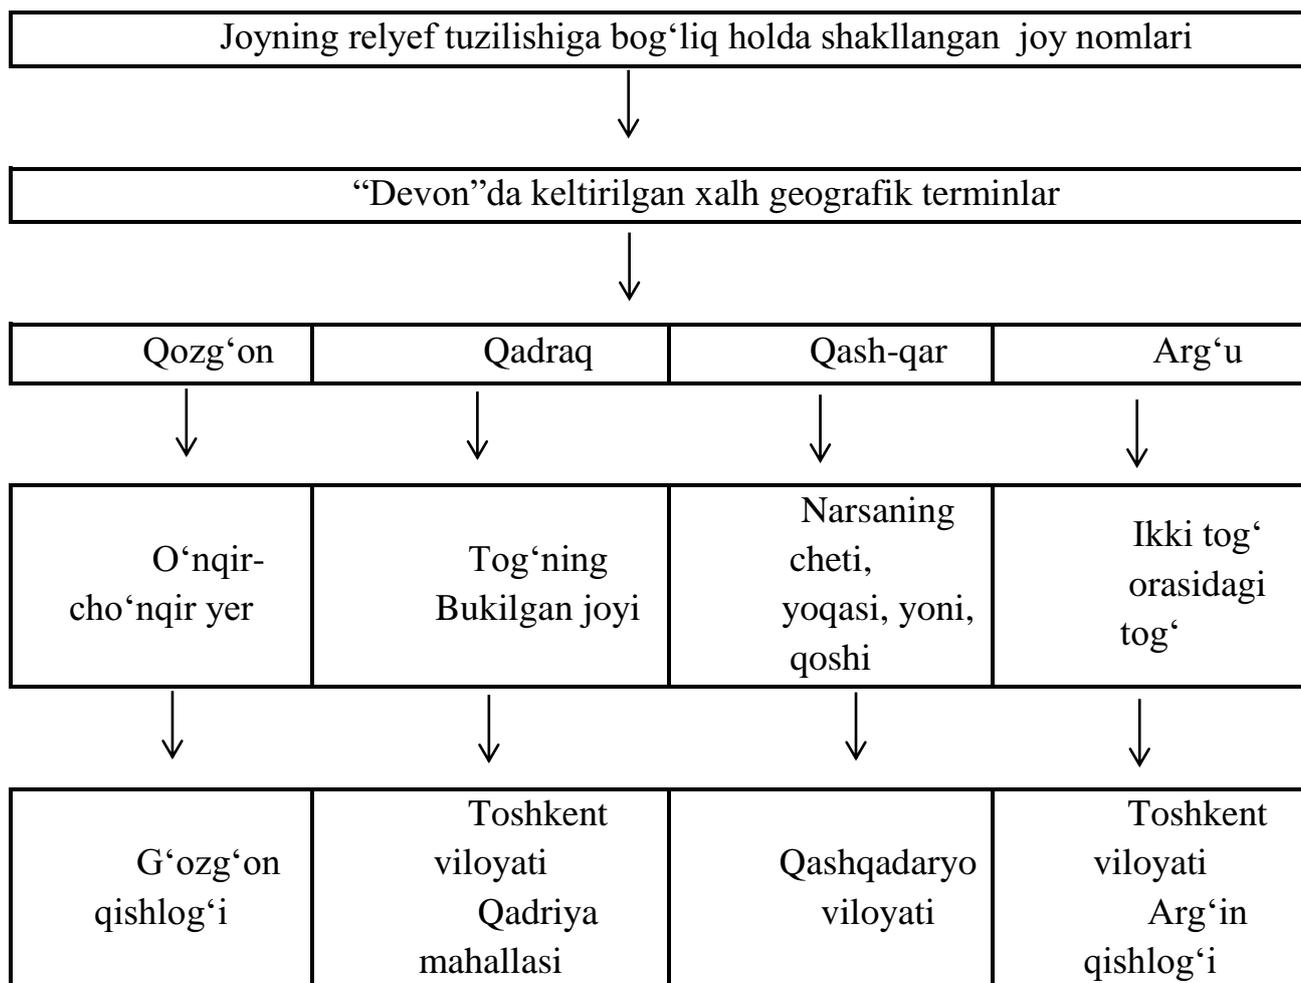 Joyning relyef tuzilishiga bog‘liq holda shakllangan joy nomlari
“Devon”da keltirilgan xalh geografik terminlar
Qozg‘on
Qadraq
Qash-qar
Arg‘u
O‘nqir-
cho‘nqir yer
Tog‘ning
Bukilgan joyi
Narsaning
cheti,
yoqasi, yoni,
qoshi
Ikki tog‘
orasidagi
tog‘
G‘ozg‘on
qishlog‘i
Toshkent
viloyati
Qadriya
mahallasi
Qashqadaryo
viloyati
Toshkent
viloyati
Arg‘in
qishlog‘i